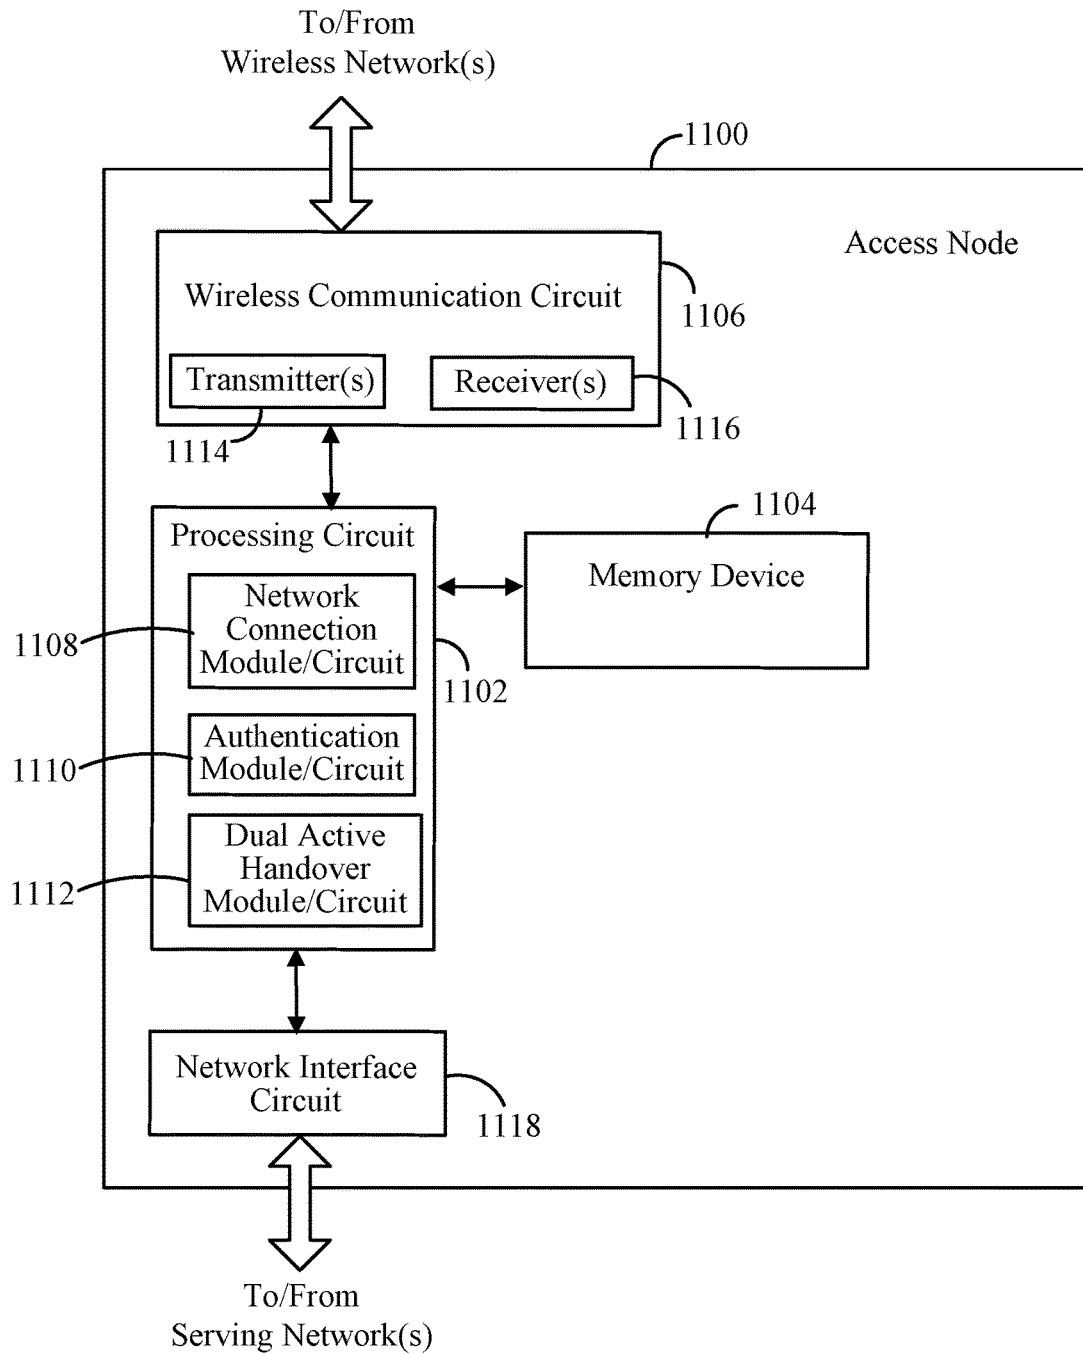 To/From
Wireless Network(s)
1100
Access Node
Wireless Communication Circuit
1106
Transmitter(s)
Receiver(s)
1114
1116
Processing Circuit
1104
Memory Device
Network
Connection
Module/Circuit
1108
1102
Authentication
Module/Circuit
1110
Dual Active
Handover
Module/Circuit
1112
Network Interface
Circuit
1118
To/From
Serving Network(s)